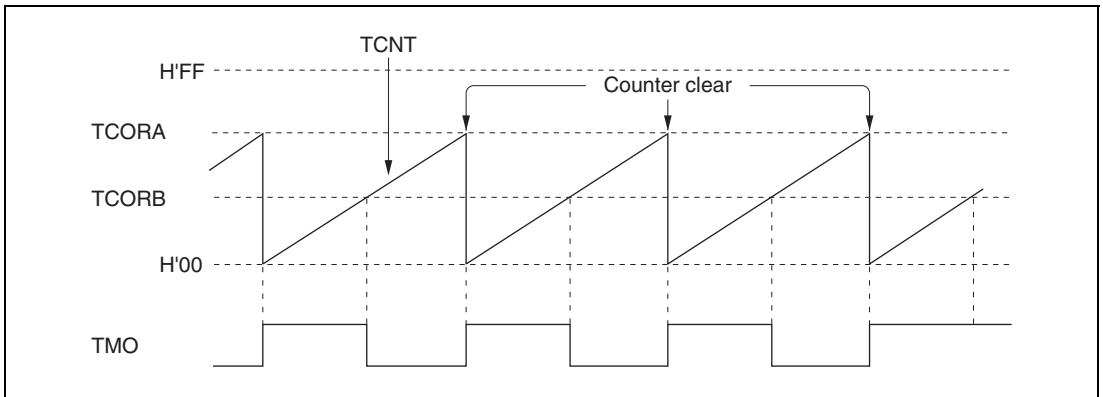 TCNT
H'FF
Counter clear
TCORA
TCORB
H'00
TMO